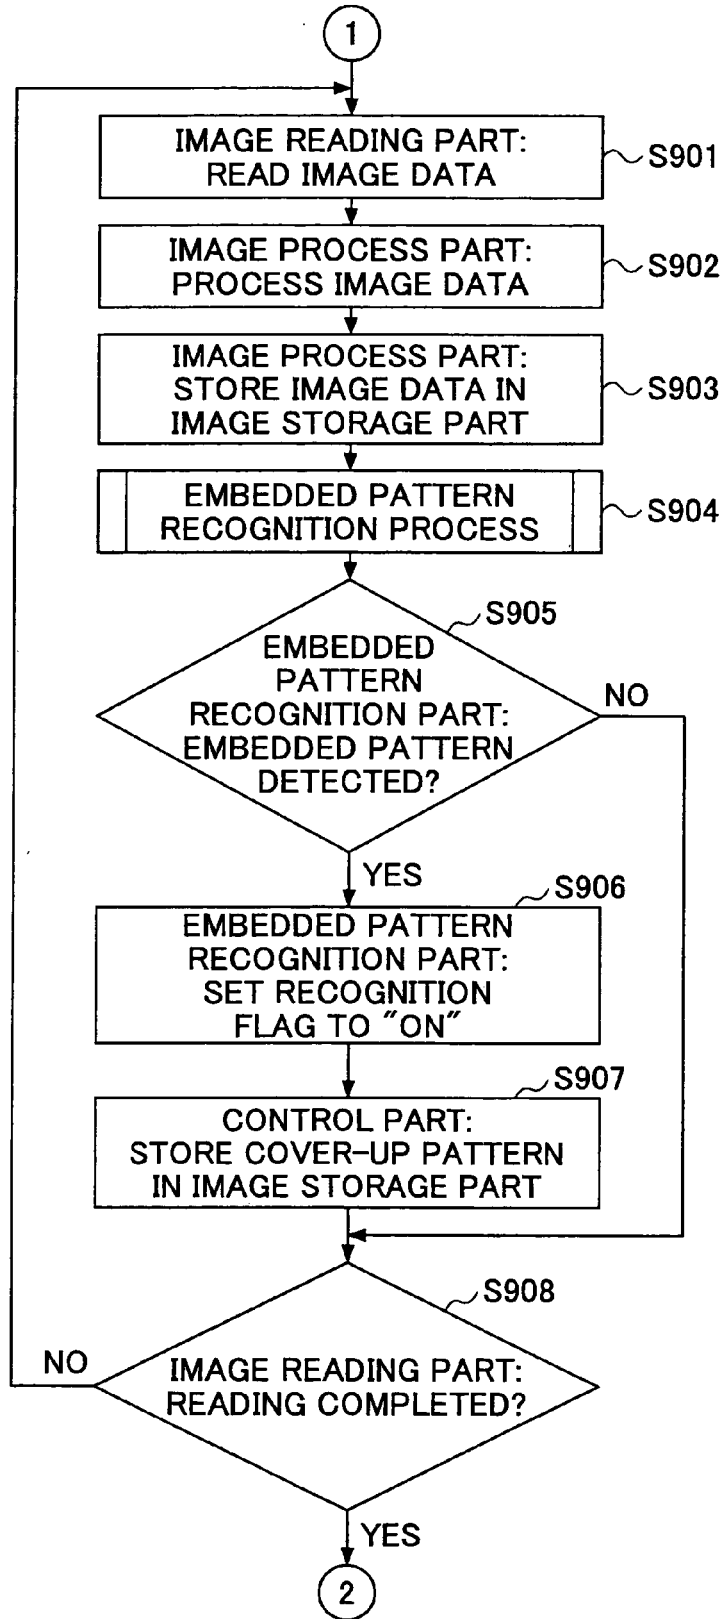 1
IMAGE READING PART:
READ IMAGE DATA
S901
IMAGE PROCESS PART:
PROCESS IMAGE DATA
S902
IMAGE PROCESS PART:
STORE IMAGE DATA IN
IMAGE STORAGE PART
S903
EMBEDDED PATTERN
RECOGNITION PROCESS
S904
S905
EMBEDDED
PATTERN
RECOGNITION PART:
EMBEDDED PATTERN
DETECTED?
NO
YES
S906
EMBEDDED PATTERN
RECOGNITION PART:
SET RECOGNITION
FLAG TO "ON"
S907
CONTROL PART:
STORE COVER-UP PATTERN
IN IMAGE STORAGE PART
S908
NO
IMAGE READING PART:
READING COMPLETED?
YES
2